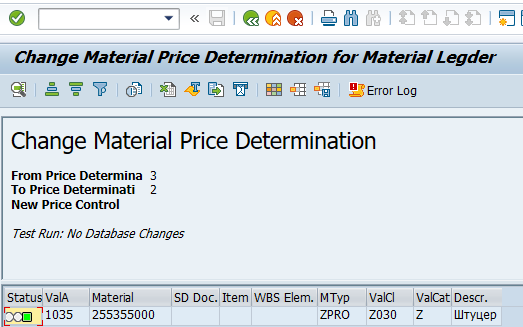 Change Material Price Determination for Material Legder
Error Log
Change Material Price Determination
From Price Determina 3
To Price Determinati 2
New Price Control
Test Run: No Database Changes
Status ValA Material SD Doc. Item WBS Elem. MTyp ValCl ValCat Descr.
1035 255355000 ZPRO Z030 Z Штуцер